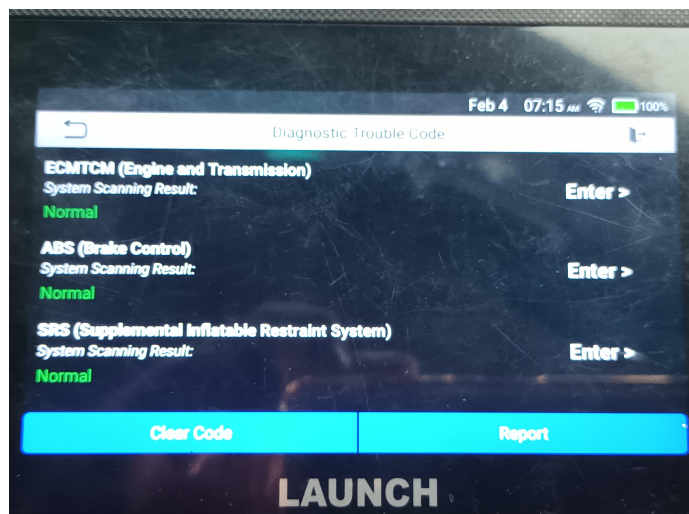 Feb 4 07:15 AM 100%
Diagnostic Trouble Code
ECMTCM (Engine and Transmission)
System Scanning Result:
Enter >
Normal
ABS (Brake Control)
System Scanning Result:
Enter >
Normal
SRS (Supplemental Inflatable Restraint System)
System Scanning Result:
Enter >
Normal
Clear Code Report
LAUNCH